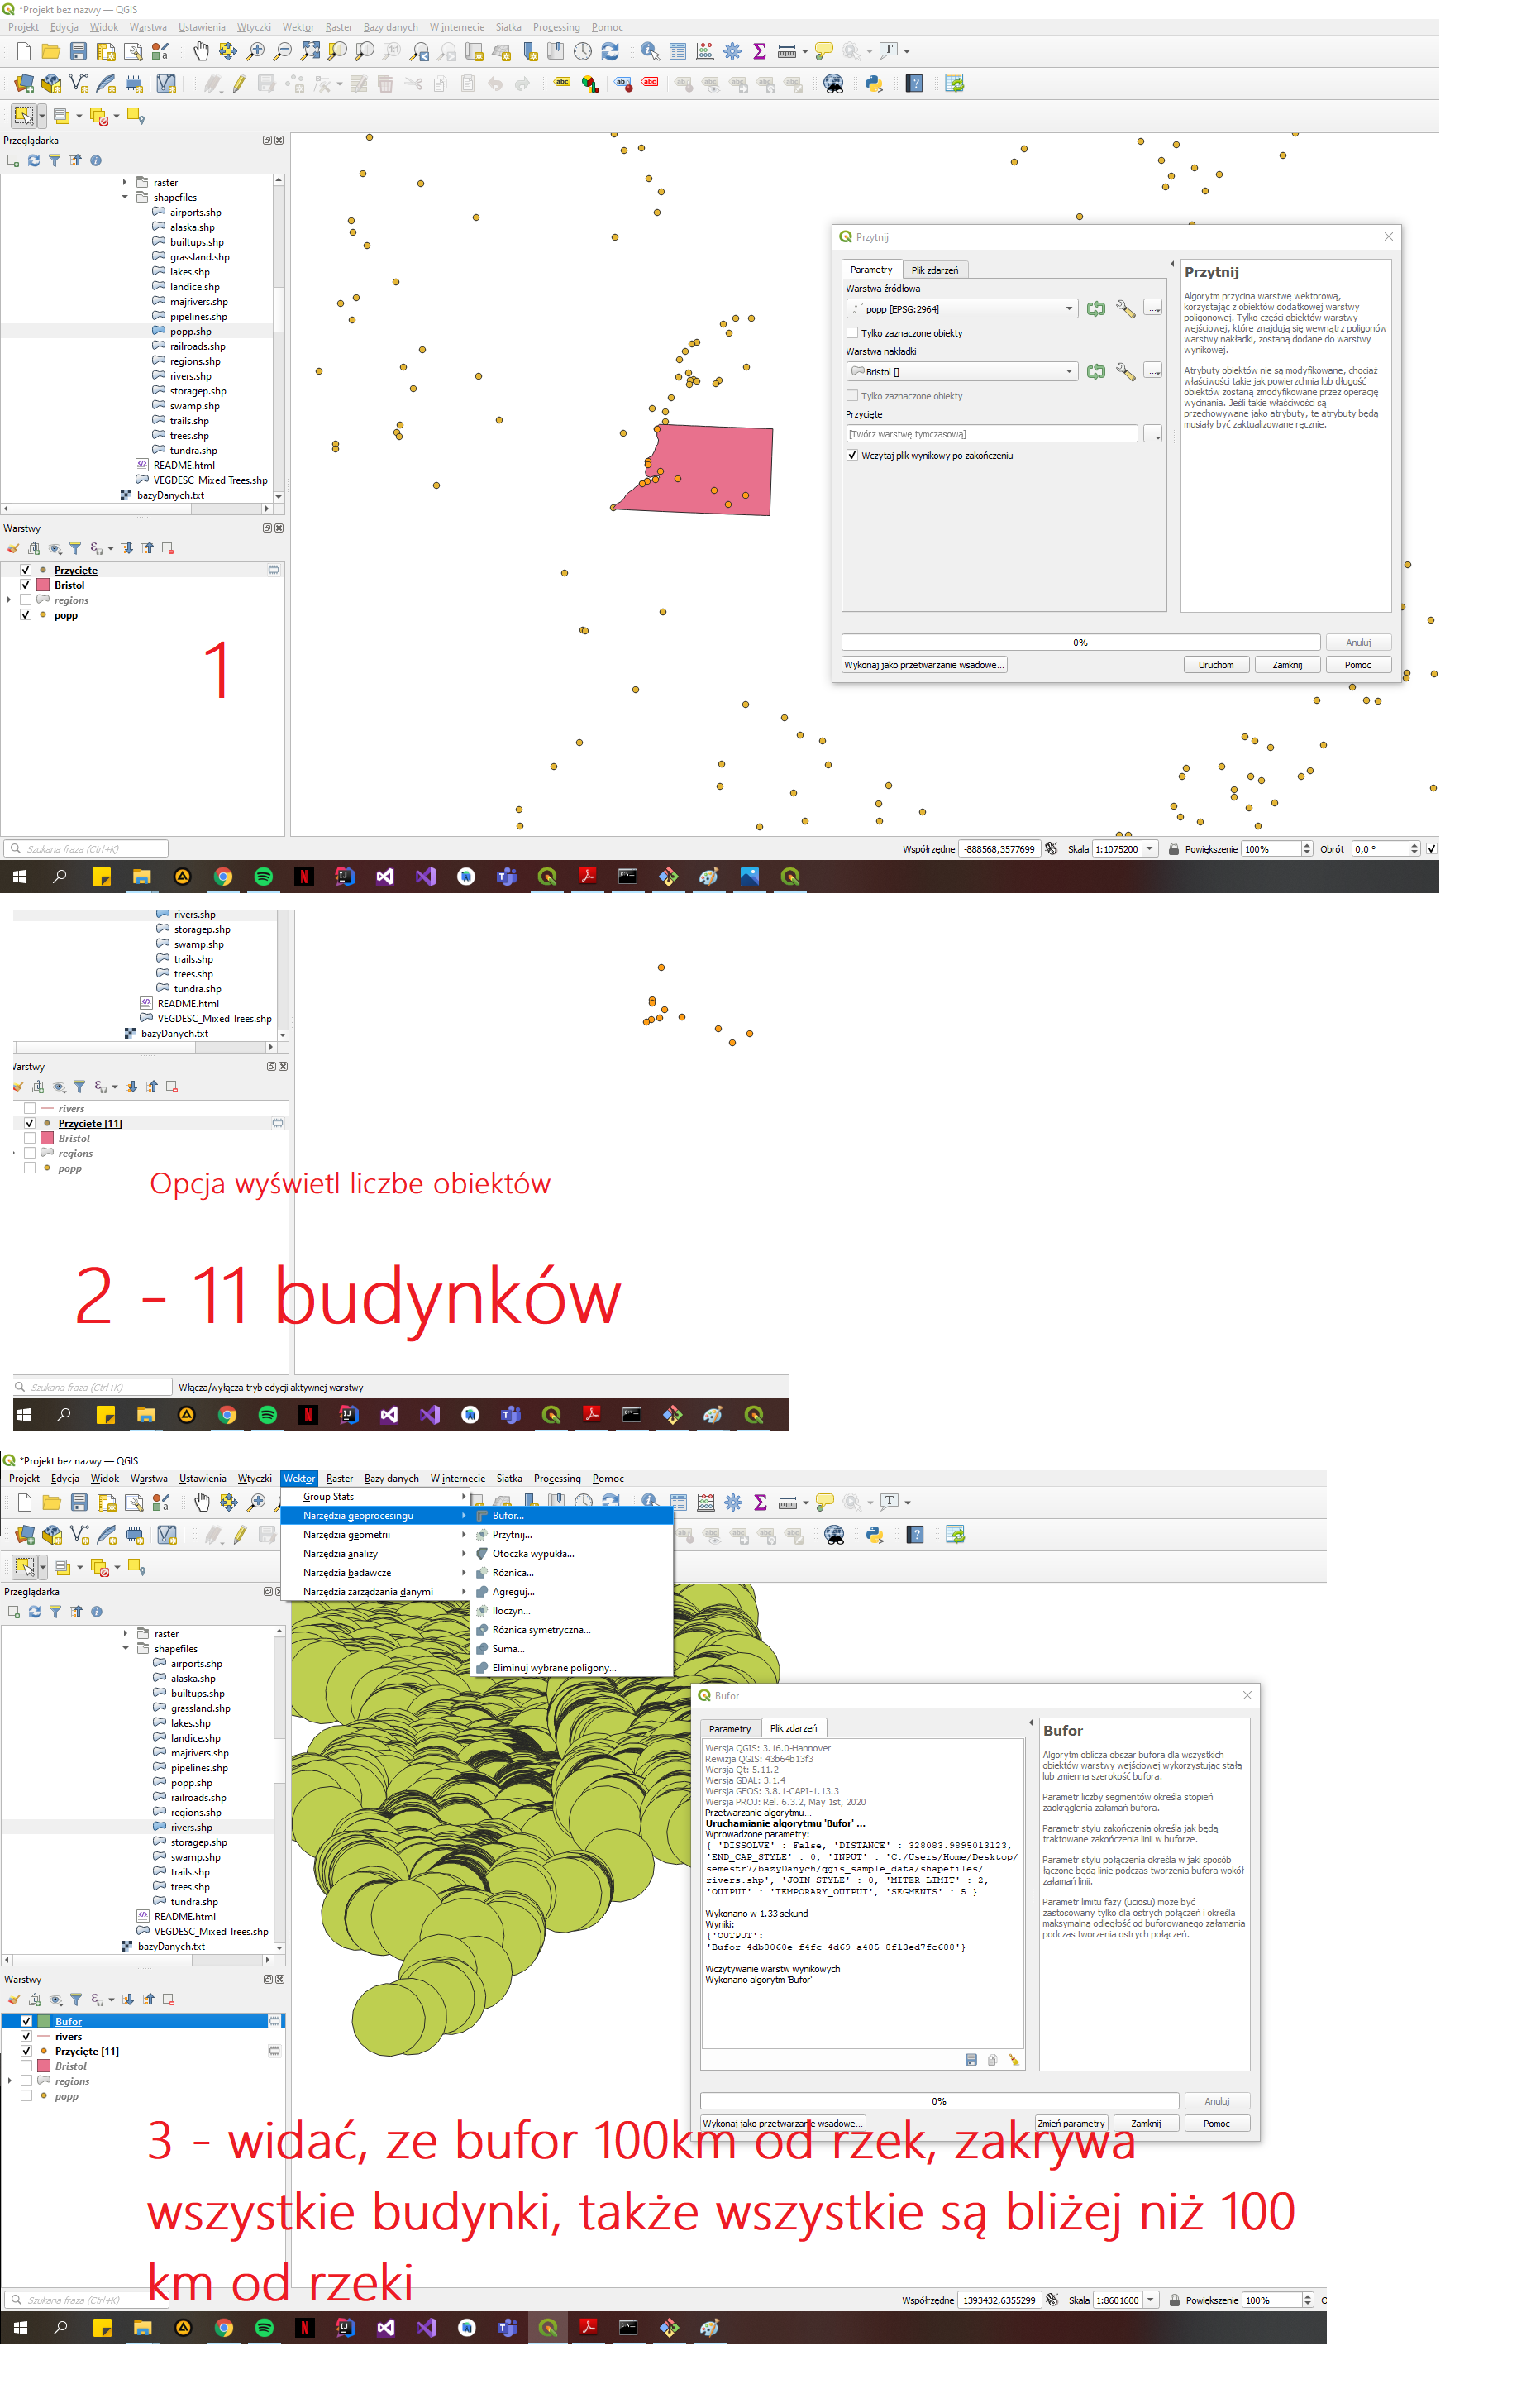 *Projekt bez nazwy — QGIS
Projekt Edycja Widok Warstwa Ustawienia Wtyczki Wektor Raster Bazy danych W internecie Siatka Processing Pomoc
Przeglądarka
raster
shapefiles
airports.shp
alaska.shp
builtups.shp
grassland.shp
lakes.shp
landice.shp
majrivers.shp
pipelines.shp
popp.shp
railroads.shp
regions.shp
rivers.shp
storagep.shp
swamp.shp
trails.shp
trees.shp
tundra.shp
README.html
VEGDESC_Mixed Trees.shp
bazyDanych.txt
Warstwy
Przycięte
Bristol
regions
popp
1
Przytnij
Parametry Plik zdarzeń
Warstwa źródłowa
popp [EPSG:2964]
Tylko zaznaczone obiekty
Warstwa nakładki
Bristol []
Tylko zaznaczone obiekty
Przycięte
[Twórz warstwę tymczasową]
Wczytaj plik wynikowy po zakończeniu
Przytnij
Algorytm przycina warstwę wektorową,
korzystając z obiektów dodatkowej warstwy
poligonowej. Tylko części obiektów warstwy
wejściowej, które znajdują się wewnątrz poligonów
warstwy nakładki, zostaną dodane do warstwy
wynikowej.
Atrybuty obiektów nie są modyfikowane, chociaż
właściwości takie jak powierzchnia lub długość
obiektów zostaną zmodyfikowane przez operację
wycinania. Jeśli takie właściwości są
przechowywane jako atrybuty, te atrybuty będą
musiały być zaktualizowane ręcznie.
0% Anuluj
Wykonaj jako przetwarzanie wsadowe... Uruchom Zamknij Pomoc
Szukana fraza (Ctrl+K) Współrzędne -888568,3577699 Skala 1:1075200 Powiększenie 100% Obrót 0,0 °
rivers.shp
storagep.shp
swamp.shp
trails.shp
trees.shp
tundra.shp
README.html
VEGDESC_Mixed Trees.shp
bazyDanych.txt
Warstwy
rivers
Przycięte [11]
Bristol
regions
popp
Opcja wyświetl liczbe obiektów
2 - 11 budynków
Szukana fraza (Ctrl+K) Włącza/wyłącza tryb edycji aktywnej warstwy
*Projekt bez nazwy — QGIS
Projekt Edycja Widok Warstwa Ustawienia Wtyczki Wektor Raster Bazy danych W internecie Siatka Processing Pomoc
Group Stats
Narzędzia geoprocesingu
Narzędzia geometrii
Narzędzia analizy
Narzędzia badawcze
Narzędzia zarządzania danymi
Bufor...
Przytnij...
Otoczka wypukła...
Różnica...
Agreguj...
Iloczyn...
Różnica symetryczna...
Suma...
Eliminuj wybrane poligony...
Przeglądarka
raster
shapefiles
airports.shp
alaska.shp
builtups.shp
grassland.shp
lakes.shp
landice.shp
majrivers.shp
pipelines.shp
popp.shp
railroads.shp
regions.shp
rivers.shp
storagep.shp
swamp.shp
trails.shp
trees.shp
tundra.shp
README.html
VEGDESC_Mixed Trees.shp
bazyDanych.txt
Warstwy
Bufor
rivers
Przycięte [11]
Bristol
regions
popp
Bufor
Parametry Plik zdarzeń
Wersja QGIS: 3.16.0-Hannover
Rewizja QGIS: 43b64b13f3
Wersja Qt: 5.11.2
Wersja GDAL: 3.1.4
Wersja GEOS: 3.8.1-CAPI-1.13.3
Wersja PROJ: Rel. 6.3.2, May 1st, 2020
Przetwarzanie algorytmu...
Uruchamianie algorytmu 'Bufor' ...
Wprowadzone parametry:
{ 'DISSOLVE' : False, 'DISTANCE' : 328083.9895013123,
'END_CAP_STYLE' : 0, 'INPUT' : 'C:/Users/Home/Desktop/
semestr7/bazyDanych/qgis_sample_data/shapefiles/
rivers.shp', 'JOIN_STYLE' : 0, 'MITER_LIMIT' : 2,
'OUTPUT' : 'TEMPORARY_OUTPUT', 'SEGMENTS' : 5 }
Wykonano w 1.33 sekund
Wyniki:
{'OUTPUT':
'Bufor_4db8060e_f4fc_4d69_a485_8f13ed7fc688'}
Wczytywanie warstw wynikowych
Wykonano algorytm 'Bufor'
Bufor
Algorytm oblicza obszar bufora dla wszystkich
obiektów warstwy wejściowej wykorzystując stałą
lub zmienna szerokość bufora.
Parametr liczby segmentów określa stopień
zaokrąglenia załamań bufora.
Parametr stylu zakończenia określa jak będą
traktowane zakończenia linii w buforze.
Parametr stylu połączenia określa w jaki sposób
łączone będą linie podczas tworzenia bufora wokół
załamań linii.
Parametr limitu fazy (uciosu) może być
zastosowany tylko dla ostrych połączeń i określa
maksymalną odległość od buforowanego załamania
podczas tworzenia ostrych połączeń.
0% Anuluj
Wykonaj jako przetwarzanie wsadowe... Zmień parametry Zamknij Pomoc
3 - widać, ze bufor 100km od rzek, zakrywa
wszystkie budynki, także wszystkie są bliżej niż 100
km od rzeki
Szukana fraza (Ctrl+K) Współrzędne 1393432,6355299 Skala 1:8601600 Powiększenie 100%